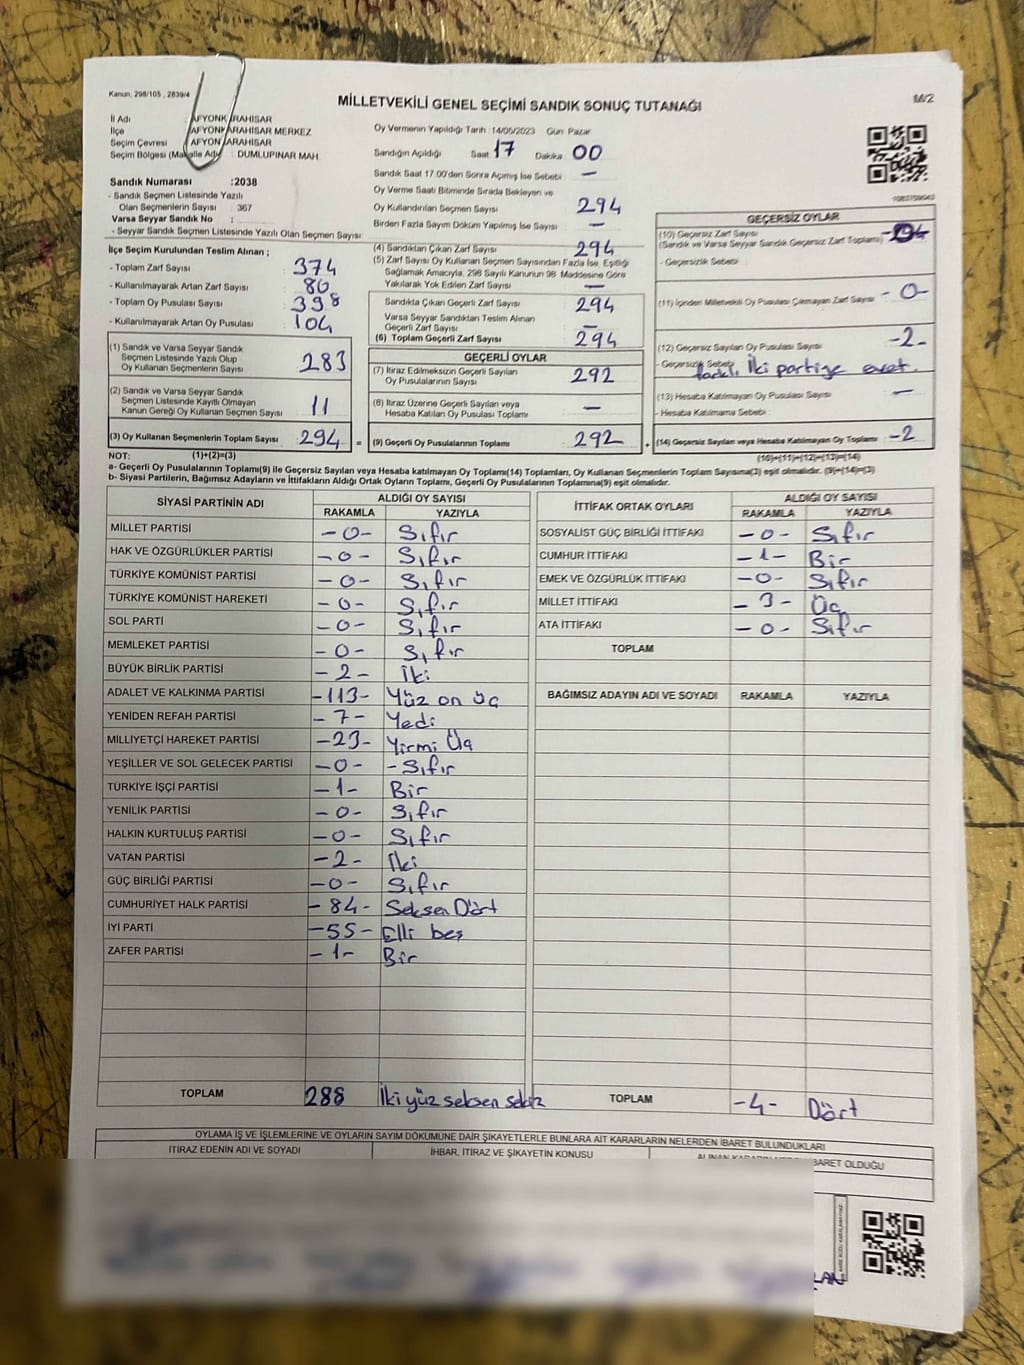 Kanun, 298/105 , 2839/4
M/2
MİLLETVEKİLİ GENEL SEÇİMİ SANDIK SONUÇ TUTANAĞI
İl Adı : AFYONKARAHİSAR
İlçe AFYONKARAHİSAR MERKEZ
Seçim Çevresi AFYONKARAHİSAR
Seçim Bölgesi (Mahalle Adı) : DUMLUPINAR MAH.
Sandık Numarası :2038
- Sandık Seçmen Listesinde Yazılı
Olan Seçmenlerin Sayısı : 367
Varsa Seyyar Sandık No :
- Seyyar Sandık Seçmen Listesinde Yazılı Olan Seçmen Sayısı:
Oy Vermenin Yapıldığı Tarih :14/05/2023 Gün: Pazar
Sandığın Açıldığı Saat: 17 Dakika: 00
Sandık Saat 17.00'den Sonra Açılmış İse Sebebi : -
Oy Verme Saati Bitiminde Sırada Bekleyen ve
Oy Kullandırılan Seçmen Sayısı : 294
Birden Fazla Sayım Döküm Yapılmış İse Sayısı : -
İlçe Seçim Kurulundan Teslim Alınan ;
- Toplam Zarf Sayısı : 374
- Kullanılmayarak Artan Zarf Sayısı : 80
- Toplam Oy Pusulası Sayısı : 398
- Kullanılmayarak Artan Oy Pusulası : 104
(1) Sandık ve Varsa Seyyar Sandık
Seçmen Listesinde Yazılı Olup
Oy Kullanan Seçmenlerin Sayısı : 283
(2) Sandık ve Varsa Seyyar Sandık
Seçmen Listesinde Kayıtlı Olmayan
Kanun Gereği Oy Kullanan Seçmen Sayısı : 11
(3) Oy Kullanan Seçmenlerin Toplam Sayısı : 294 =
(1)+(2)=(3)
(4) Sandıktan Çıkan Zarf Sayısı : 294
(5) Zarf Sayısı Oy Kullanan Seçmen Sayısından Fazla İse, Eşitliği
Sağlamak Amacıyla, 298 Sayılı Kanunun 98. Maddesine Göre
Yakılarak Yok Edilen Zarf Sayısı : -
Sandıkta Çıkan Geçerli Zarf Sayısı : 294
Varsa Seyyar Sandıktan Teslim Alınan
Geçerli Zarf Sayısı : -
(6) Toplam Geçerli Zarf Sayısı : 294
GEÇERLİ OYLAR
(7) İtiraz Edilmeksizin Geçerli Sayılan
Oy Pusulalarının Sayısı : 292
(8) İtiraz Üzerine Geçerli Sayılan veya
Hesaba Katılan Oy Pusulası Toplamı : -
(9) Geçerli Oy Pusulalarının Toplamı : 292 +
GEÇERSİZ OYLAR
(10) Geçersiz Zarf Sayısı
(Sandık ve Varsa Seyyar Sandık Geçersiz Zarf Toplamı)
- Geçersizlik Sebebi
(11) İçinden Milletvekili Oy Pusulası Çıkmayan Zarf Sayısı : -0-
(12) Geçersiz Sayılan Oy Pusulası Sayısı : -2-
- Geçersizlik Sebebi : İki partiye evet.
(13) Hesaba Katılmayan Oy Pusulası Sayısı : -
- Hesaba Katılmama Sebebi
(14) Geçersiz Sayılan veya Hesaba Katılmayan Oy Toplamı : -2
(10)+(11)+(12)+(13)=(14)
NOT:
a- Geçerli Oy Pusulalarının Toplamı(9) ile Geçersiz Sayılan veya Hesaba katılmayan Oy Toplamı(14) Toplamları, Oy Kullanan Seçmenlerin Toplam Sayısına(3) eşit olmalıdır. (9)+(14)=(3)
b- Siyasi Partilerin, Bağımsız Adayların ve İttifakların Aldığı Ortak Oyların Toplamı, Geçerli Oy Pusulalarının Toplamına(9) eşit olmalıdır.
SİYASİ PARTİNİN ADI ALDIĞI OY SAYISI
RAKAMLA YAZIYLA
MİLLET PARTİSİ -0- Sıfır
HAK VE ÖZGÜRLÜKLER PARTİSİ -0- Sıfır
TÜRKİYE KOMÜNİST PARTİSİ -0- Sıfır
TÜRKİYE KOMÜNİST HAREKETİ -0- Sıfır
SOL PARTİ -0- Sıfır
MEMLEKET PARTİSİ -0- Sıfır
BÜYÜK BİRLİK PARTİSİ -2- İki
ADALET VE KALKINMA PARTİSİ -113- Yüz on üç
YENİDEN REFAH PARTİSİ -7- Yedi
MİLLİYETÇİ HAREKET PARTİSİ -23- Yirmi Üç
YEŞİLLER VE SOL GELECEK PARTİSİ -0- -Sıfır
TÜRKİYE İŞÇİ PARTİSİ -1- Bir
YENİLİK PARTİSİ -0- Sıfır
HALKIN KURTULUŞ PARTİSİ -0- Sıfır
VATAN PARTİSİ -2- İki
GÜÇ BİRLİĞİ PARTİSİ -0- Sıfır
CUMHURİYET HALK PARTİSİ -84- Seksen Dört
İYİ PARTİ -55- Elli beş
ZAFER PARTİSİ -1- Bir
TOPLAM 288 İki yüz seksen sekiz
İTTİFAK ORTAK OYLARI ALDIĞI OY SAYISI
RAKAMLA YAZIYLA
SOSYALİST GÜÇ BİRLİĞİ İTTİFAKI -0- Sıfır
CUMHUR İTTİFAKI -1- Bir
EMEK VE ÖZGÜRLÜK İTTİFAKI -0- Sıfır
MİLLET İTTİFAKI -3- Üç
ATA İTTİFAKI -0- Sıfır
TOPLAM
BAĞIMSIZ ADAYIN ADI VE SOYADI RAKAMLA YAZIYLA
TOPLAM -4- Dört
OYLAMA İŞ VE İŞLEMLERİNE VE OYLARIN SAYIM DÖKÜMÜNE DAİR ŞİKAYETLERLE BUNLARA AİT KARARLARIN NELERDEN İBARET BULUNDUKLARI
İTİRAZ EDENİN ADI VE SOYADI İHBAR, İTİRAZ VE ŞİKAYETİN KONUSU İBARET OLDUĞU